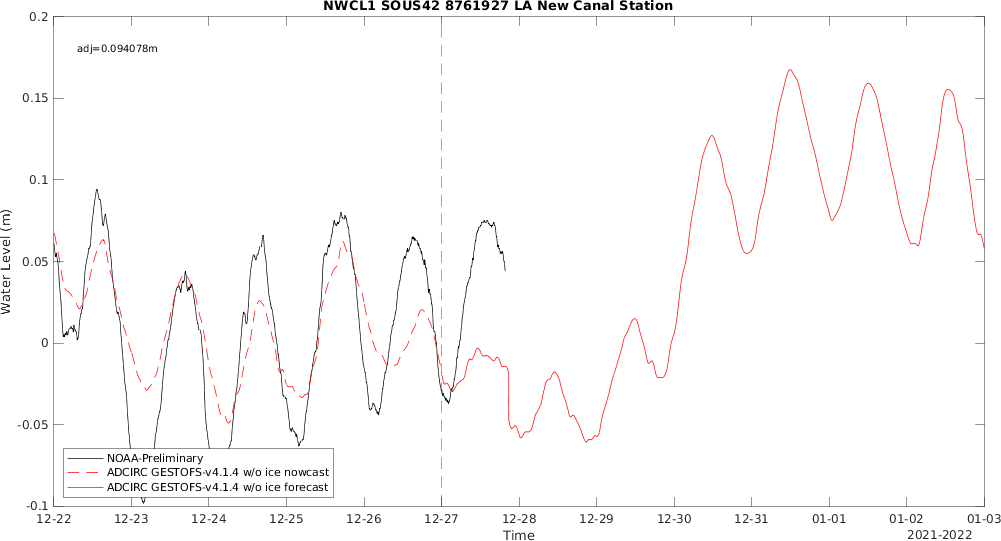 NWCL1 SOUS42 8761927 LA New Canal Station
0.2
adj=0.094078m
0.15
0.1
0.05
Water Level (m)
0
-0.05
NOAA-Preliminary
ADCIRC GESTOFS-v4.1.4 w/o ice nowcast
ADCIRC GESTOFS-v4.1.4 w/o ice forecast
-0.1
12-22 12-23 12-24 12-25 12-26 12-27 12-28 12-29 12-30 12-31 01-01 01-02 01-03
Time
2021-2022